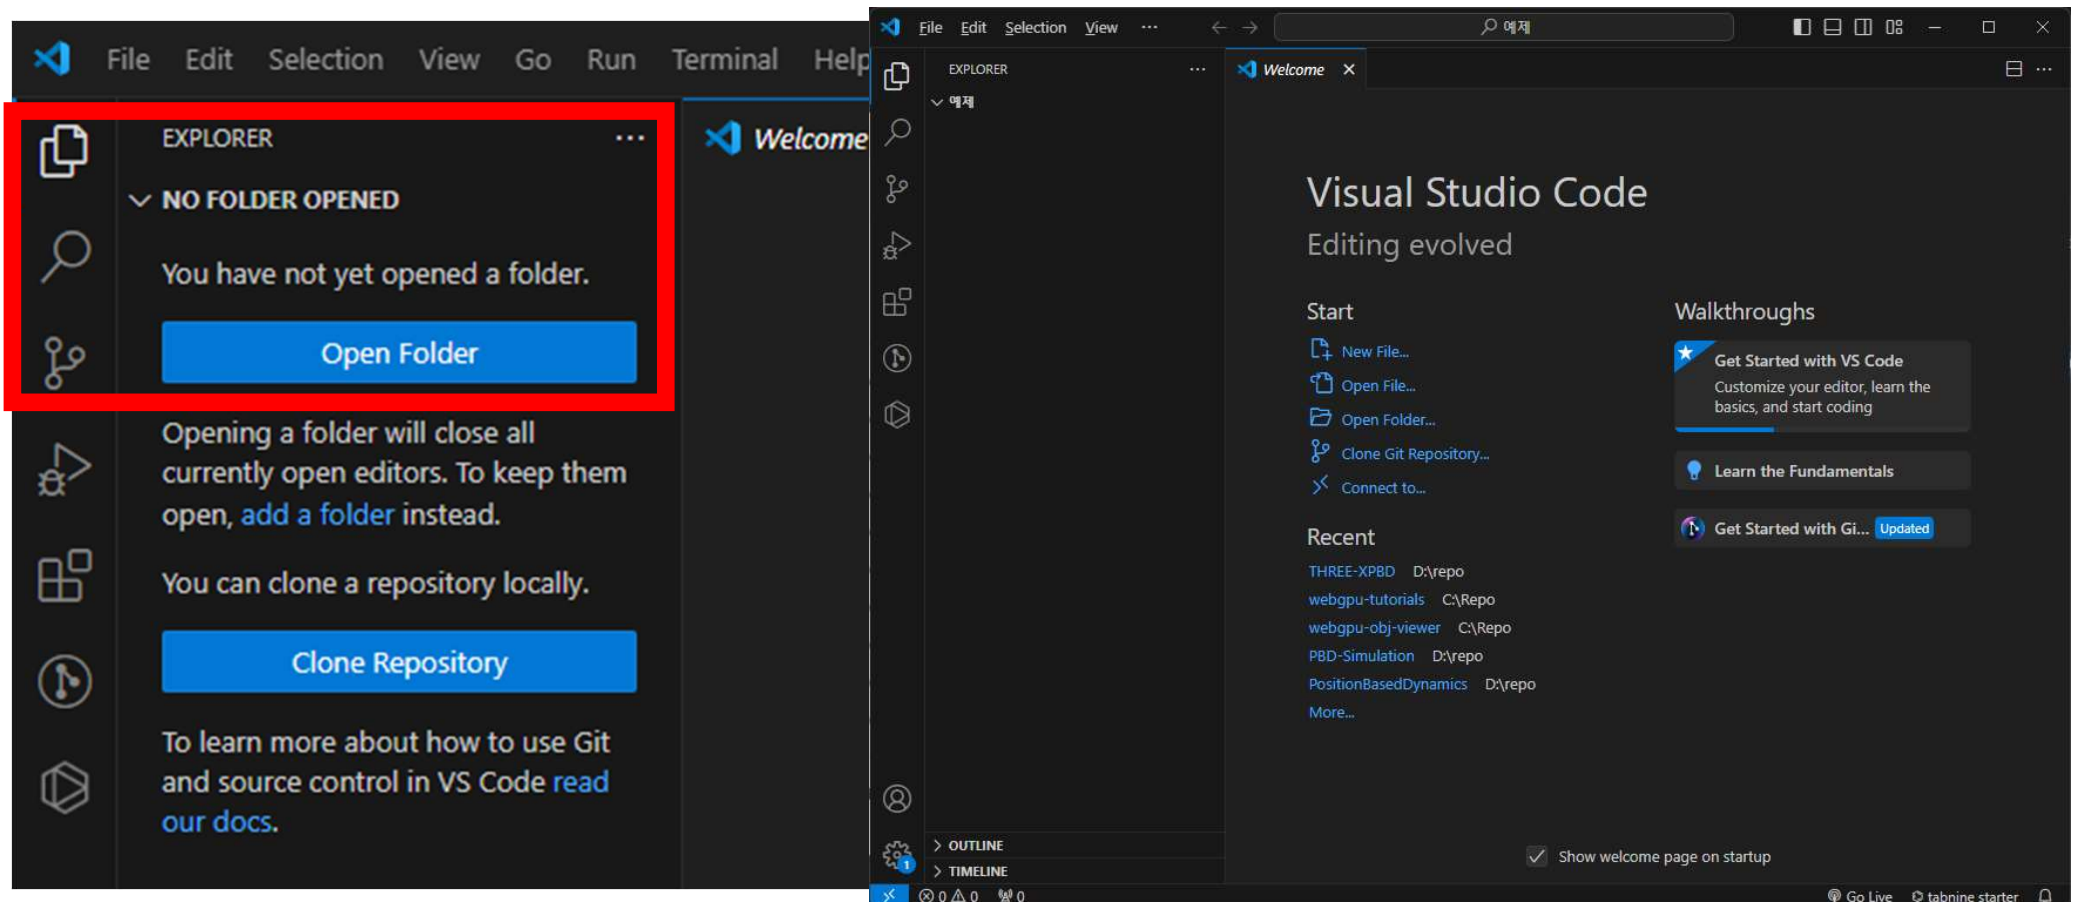 File Edit Selection View Go Run Terminal Help
EXPLORER
NO FOLDER OPENED
You have not yet opened a folder.
Open Folder
Opening a folder will close all
currently open editors. To keep them
open, add a folder instead.
You can clone a repository locally.
Clone Repository
To learn more about how to use Git
and source control in VS Code read
our docs.
Welcome
File Edit Selection View ···
예제
EXPLORER ···
예제
OUTLINE
TIMELINE
Welcome
Visual Studio Code
Editing evolved
Start
New File...
Open File...
Open Folder...
Clone Git Repository...
Connect to...
Recent
THREE-XPBD D:\repo
webgpu-tutorials C:\Repo
webgpu-obj-viewer C:\Repo
PBD-Simulation D:\repo
PositionBasedDynamics D:\repo
More...
Walkthroughs
Get Started with VS Code
Customize your editor, learn the
basics, and start coding
Learn the Fundamentals
Get Started with Gi... Updated
Show welcome page on startup
1
0 0 0
Go Live tabnine starter